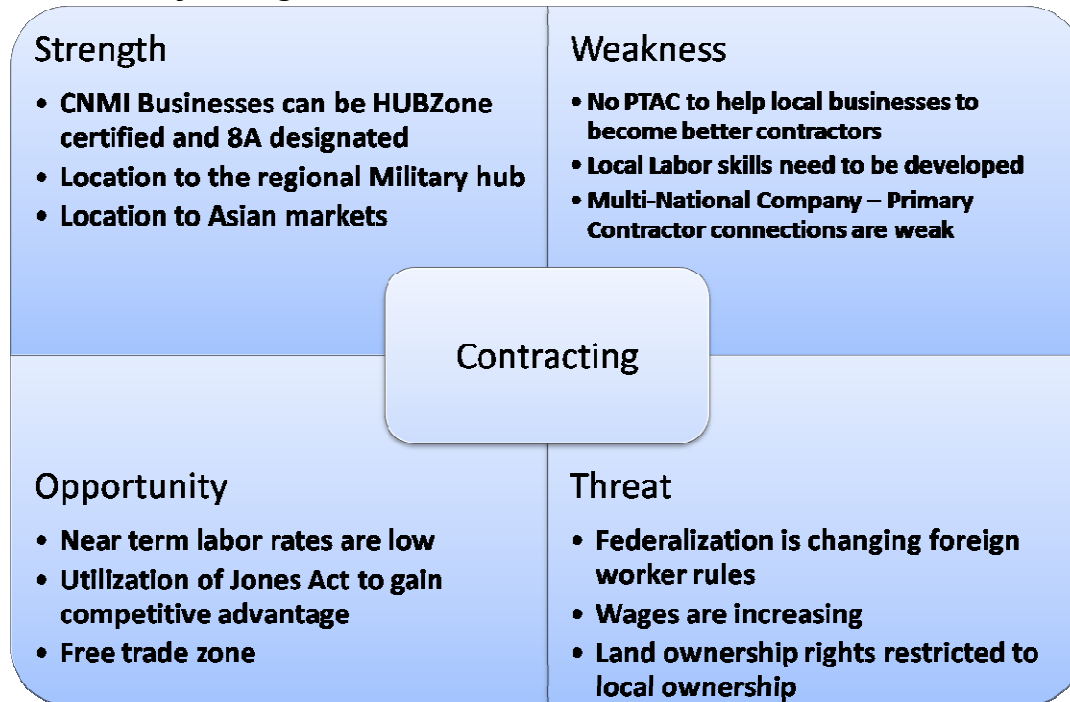 Strength
• CNMI Businesses can be HUBZone
certified and 8A designated
• Location to the regional Military hub
• Location to Asian markets
Weakness
• No PTAC to help local businesses to
become better contractors
• Local Labor skills need to be developed
• Multi-National Company – Primary
Contractor connections are weak
Contracting
Opportunity
• Near term labor rates are low
• Utilization of Jones Act to gain
competitive advantage
• Free trade zone
Threat
• Federalization is changing foreign
worker rules
• Wages are increasing
• Land ownership rights restricted to
local ownership